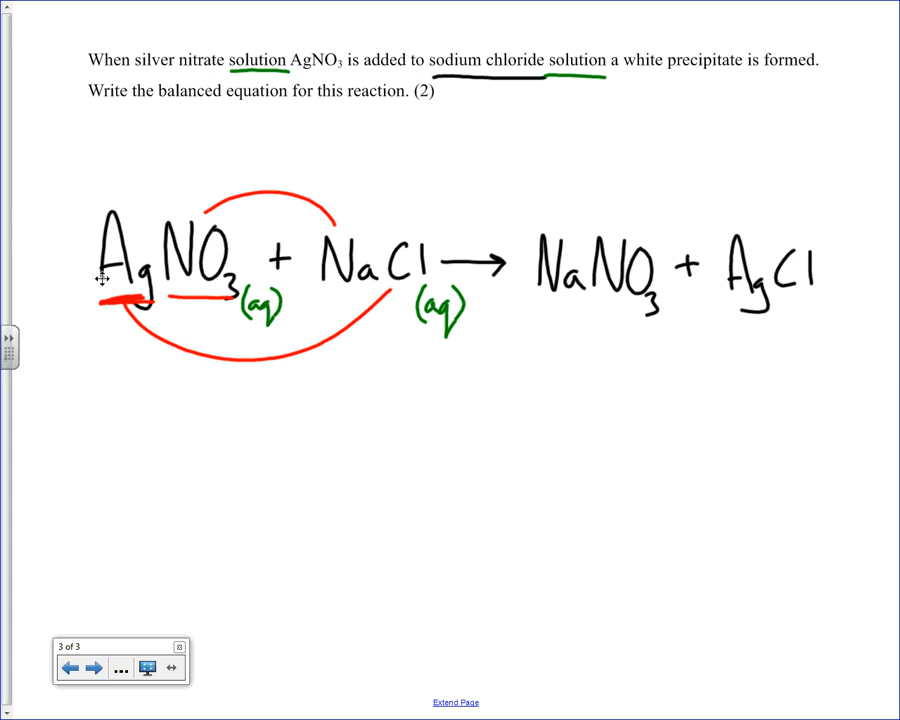 When silver nitrate solution AgNO₃ is added to sodium chloride solution a white precipitate is formed.
Write the balanced equation for this reaction. (2)
AgNO₃ (aq) + NaCl (aq) → NaNO₃ + AgCl
3 of 3
...
Extend Page